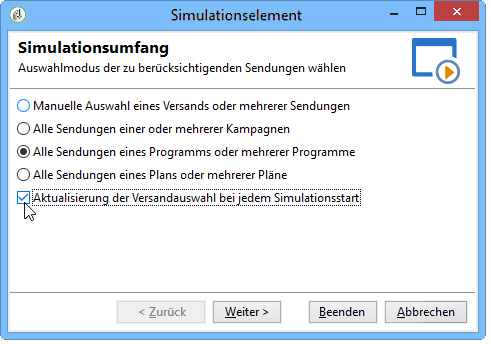 Simulationselement
Simulationsumfang
Auswahlmodus der zu berücksichtigenden Sendungen wählen
Manuelle Auswahl eines Versands oder mehrerer Sendungen
Alle Sendungen einer oder mehrerer Kampagnen
Alle Sendungen eines Programms oder mehrerer Programme
Alle Sendungen eines Plans oder mehrerer Pläne
Aktualisierung der Versandauswahl bei jedem Simulationsstart
< Zurück Weiter > Beenden Abbrechen